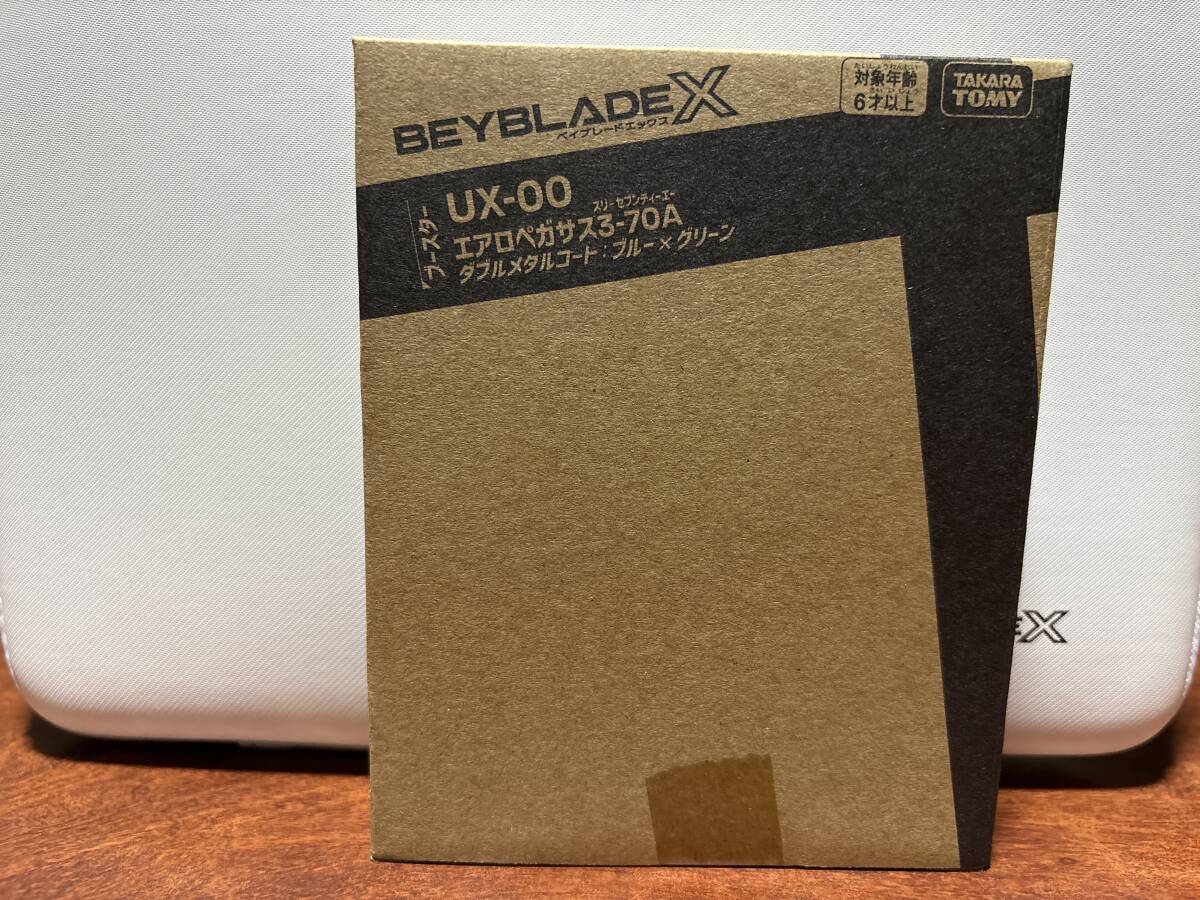 BEYBLADE X
ベイブレードエックス
対象年齢
6才以上
TAKARA
TOMY
ブースター
UX-00
スリーセブンティーエー
エアロペガサス3-70A
ダブルメタルコート:ブルー×グリーン
X